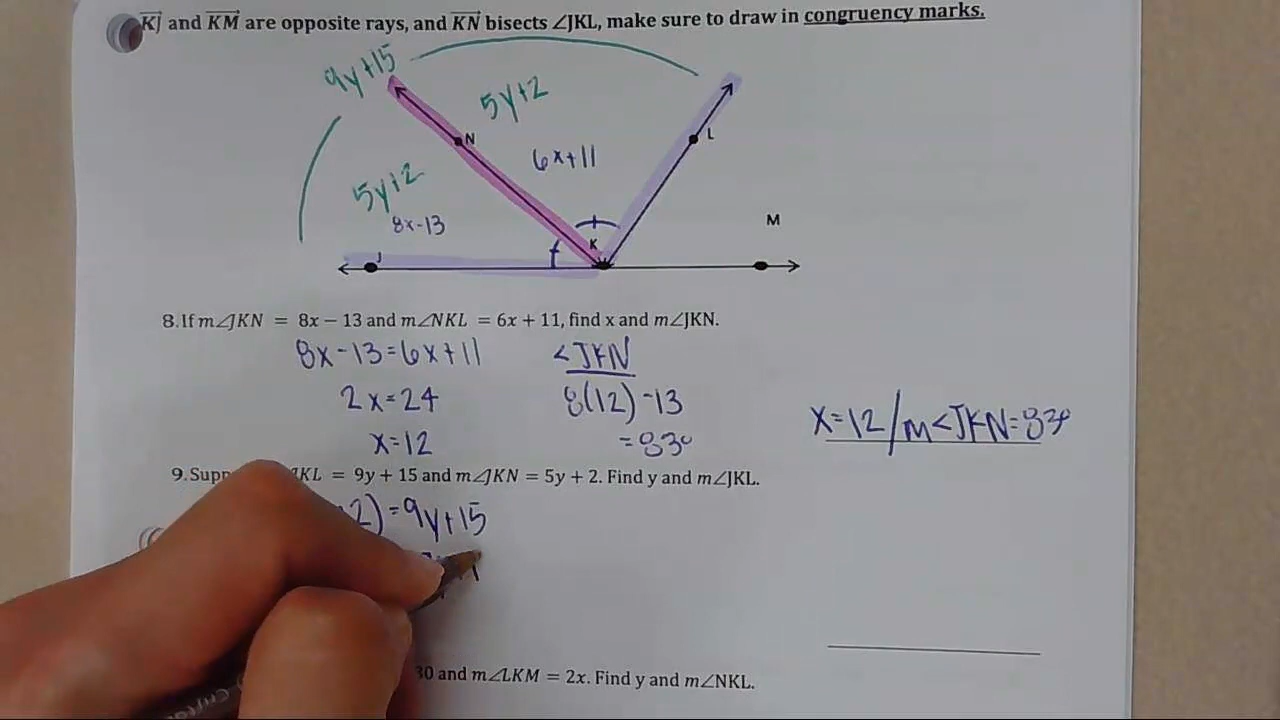 KJ and KM are opposite rays, and KN bisects ∠JKL, make sure to draw in congruency marks.
9y+15
5y+2
N
6x+11
L
5y+2
8x-13
M
K
J
8. If m∠JKN = 8x − 13 and m∠NKL = 6x + 11, find x and m∠JKN.
8x-13=6x+11
<JKN
2x=24
8(12)-13
x=12/m<JKN=83°
x=12
=83°
9. KL = 9y + 15 and m∠JKN = 5y + 2. Find y and m∠JKL.
2)=9y+15
30 and m∠LKM = 2x. Find y and m∠NKL.